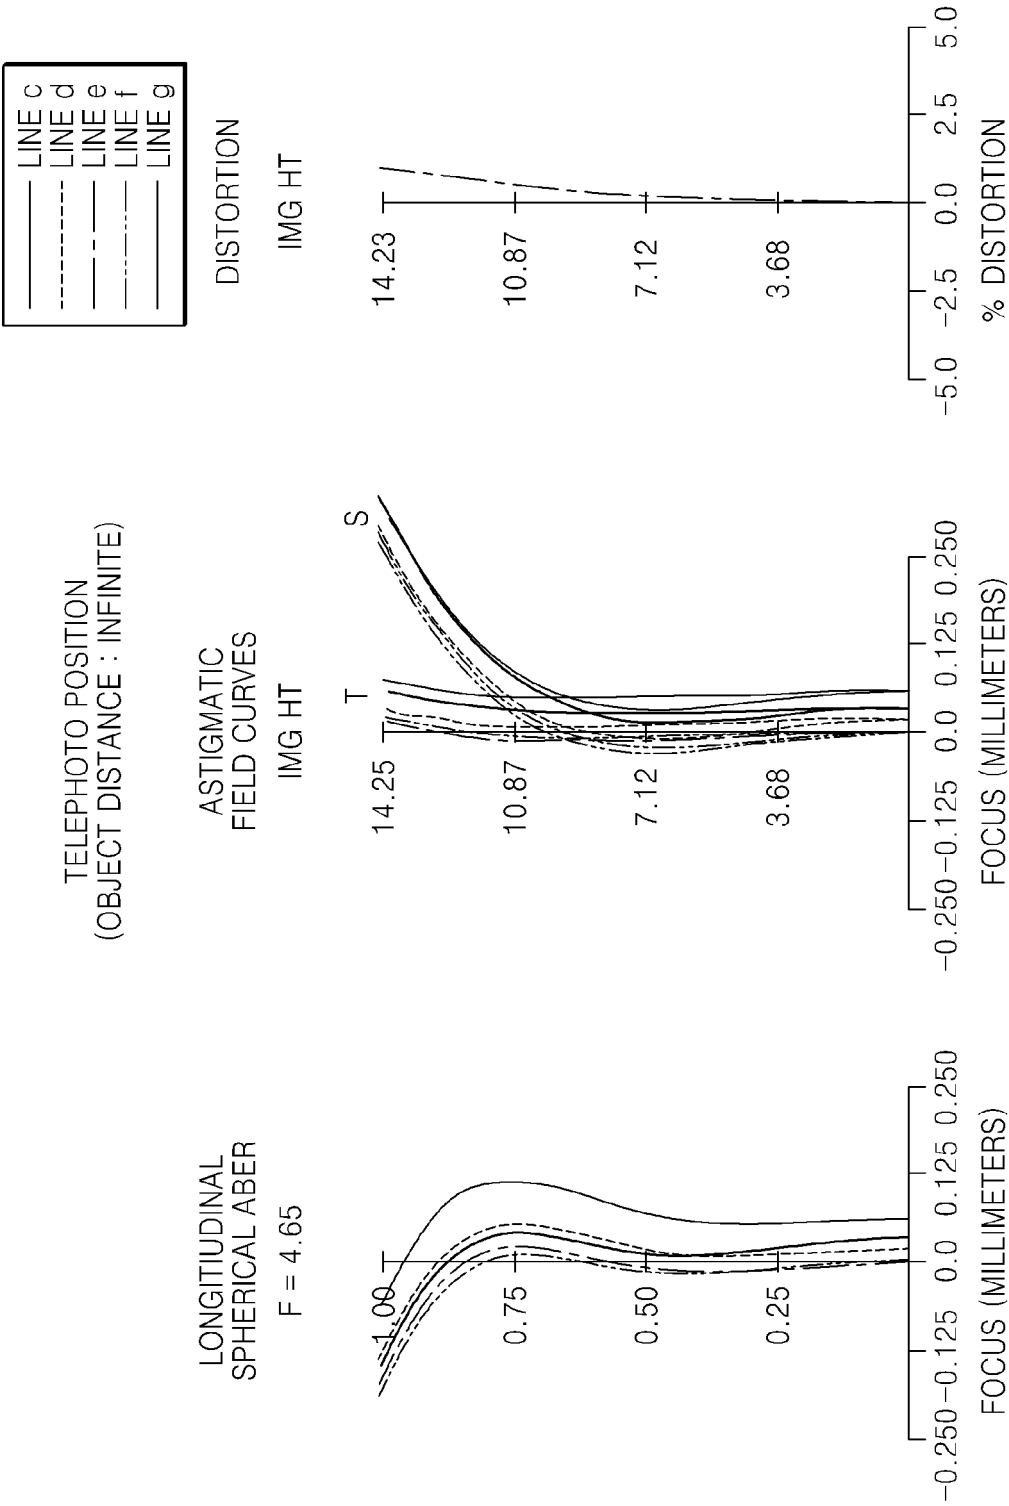 TELEPHOTO POSITION
(OBJECT DISTANCE : INFINITE)
LINE c
LINE d
LINE e
LINE f
LINE g
LONGITIUDINAL
SPHERICAL ABER
F = 4.65
1.00
0.75
0.50
0.25
-0.250 -0.125 0.0 0.125 0.250
FOCUS (MILLIMETERS)
ASTIGMATIC
FIELD CURVES
IMG HT
T
S
14.25
10.87
7.12
3.68
-0.250 -0.125 0.0 0.125 0.250
FOCUS (MILLIMETERS)
DISTORTION
IMG HT
14.23
10.87
7.12
3.68
-5.0 -2.5 0.0 2.5 5.0
% DISTORTION